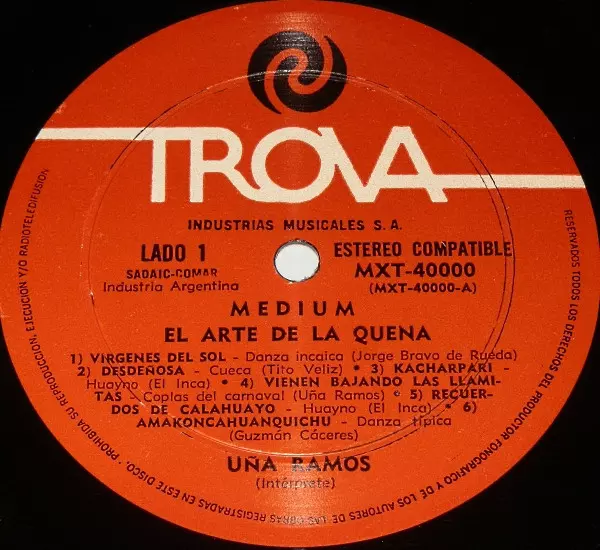 TROVA
INDUSTRIAS MUSICALES S.A.
LADO 1
SADAIC-COMAR
Industria Argentina
ESTEREO COMPATIBLE
MXT-40000
(MXT-40000-A)
MEDIUM
EL ARTE DE LA QUENA
1) VIRGENES DEL SOL - Danza incaica (Jorge Bravo de Rueda)
2) DESDEÑOSA - Cueca (Tito Veliz) • 3) KACHARPARI -
Huayno (El Inca) • 4) VIENEN BAJANDO LAS LLAMI-
TAS - Coplas del carnaval (Uña Ramos) • 5) RECUER-
DOS DE CALAHUAYO - Huayno (El Inca) • 6)
AMAKONCAHUANQUICHU - Danza típica
(Guzmán Cáceres)
UÑA RAMOS
(Intérprete)
RESERVADOS TODOS LOS DERECHOS DEL PRODUCTOR FONOGRAFICO Y DE LOS AUTORES DE LAS OBRAS REGISTRADAS EN ESTE DISCO. PROHIBIDA SU REPRODUCCION, EJECUCION Y/O RADIOTELEDIFUSION